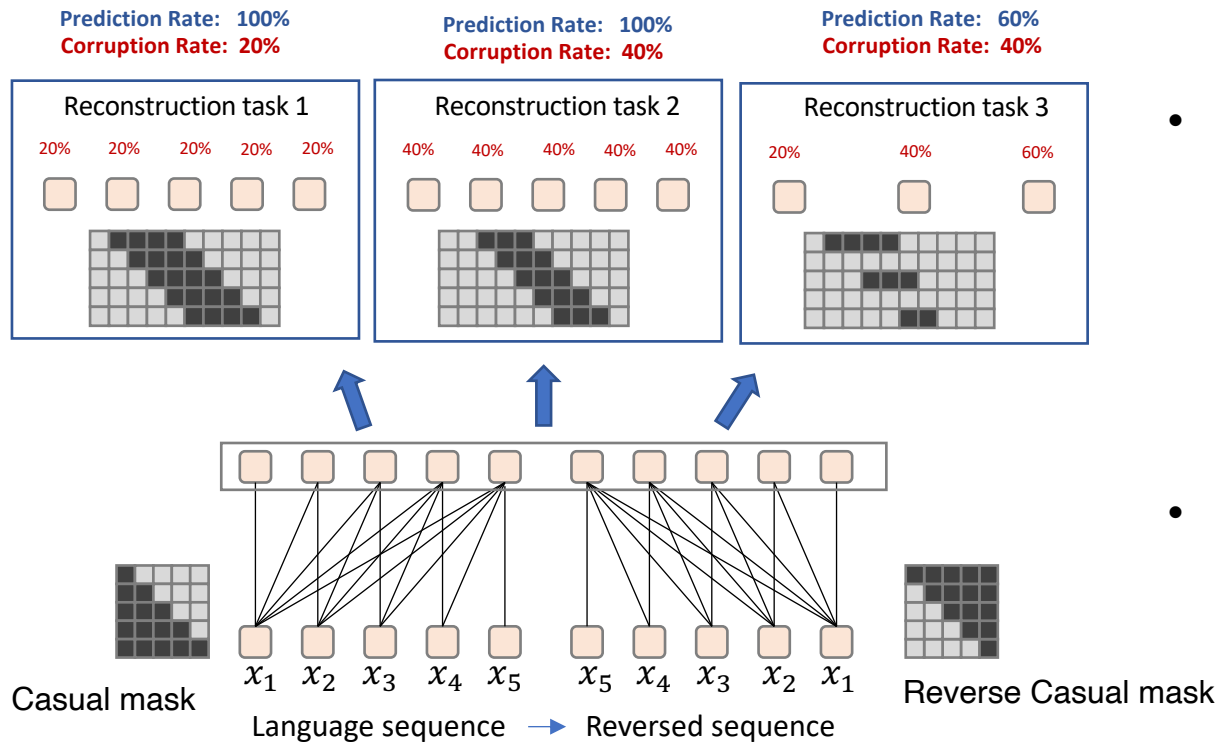 Prediction Rate: 100%
Corruption Rate: 20%
Prediction Rate: 100%
Corruption Rate: 40%
Prediction Rate: 60%
Corruption Rate: 40%
Reconstruction task 1
20% 20% 20% 20% 20%
Reconstruction task 2
40% 40% 40% 40% 40%
Reconstruction task 3
20% 40% 60%
•
•
x₁ x₂ x₃ x₄ x₅ x₅ x₄ x₃ x₂ x₁
Casual mask
Reverse Casual mask
Language sequence → Reversed sequence